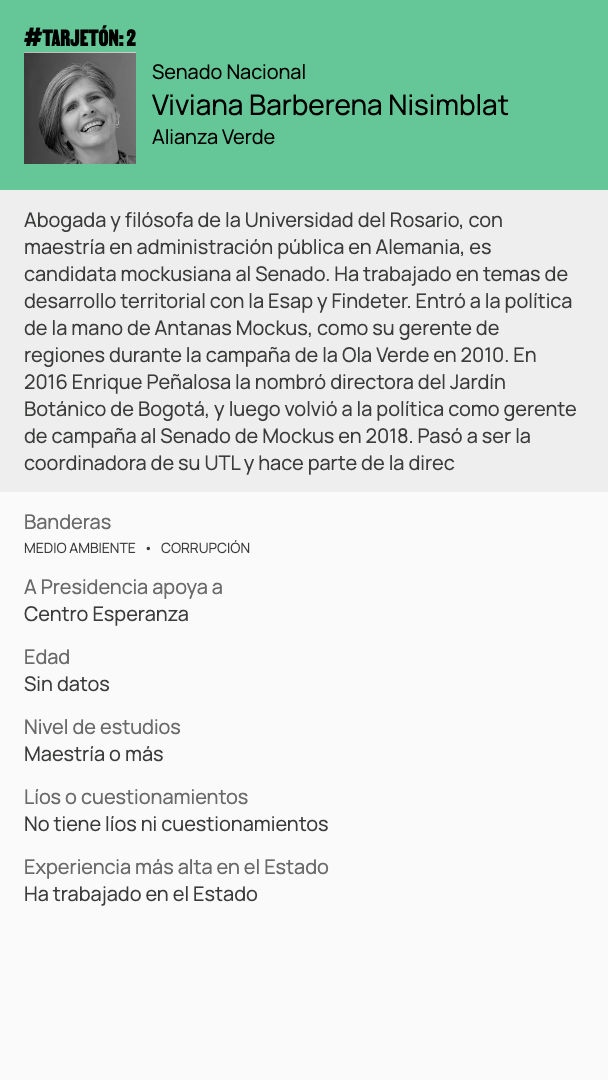 #TARJETÓN: 2
Senado Nacional
Viviana Barberena Nisimblat
Alianza Verde
Abogada y filósofa de la Universidad del Rosario, con
maestría en administración pública en Alemania, es
candidata mockusiana al Senado. Ha trabajado en temas de
desarrollo territorial con la Esap y Findeter. Entró a la política
de la mano de Antanas Mockus, como su gerente de
regiones durante la campaña de la Ola Verde en 2010. En
2016 Enrique Peñalosa la nombró directora del Jardín
Botánico de Bogotá, y luego volvió a la política como gerente
de campaña al Senado de Mockus en 2018. Pasó a ser la
coordinadora de su UTL y hace parte de la direc
Banderas
MEDIO AMBIENTE • CORRUPCIÓN
A Presidencia apoya a
Centro Esperanza
Edad
Sin datos
Nivel de estudios
Maestría o más
Líos o cuestionamientos
No tiene líos ni cuestionamientos
Experiencia más alta en el Estado
Ha trabajado en el Estado